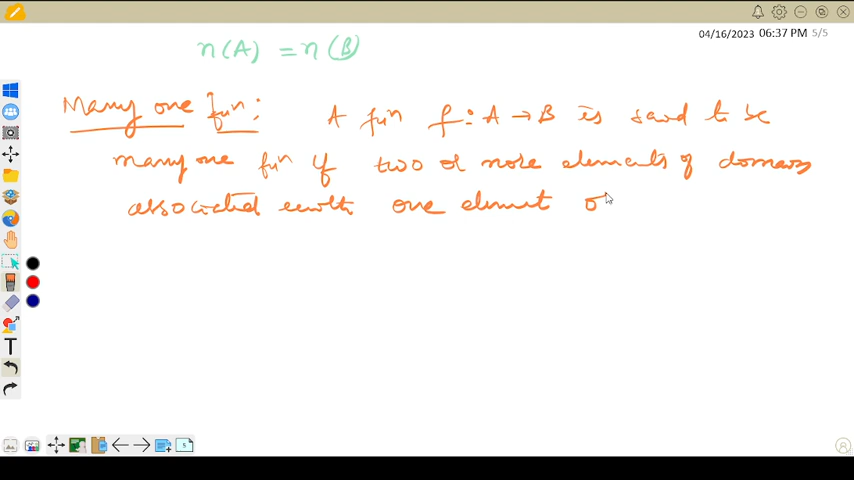 04/16/2023 06:37 PM 5/5
n(A) = n(B)
Many one fuⁿ : A fuⁿ f : A → B is said to be
many one fuⁿ if two or more elements of domain
associated with one element o
T
5